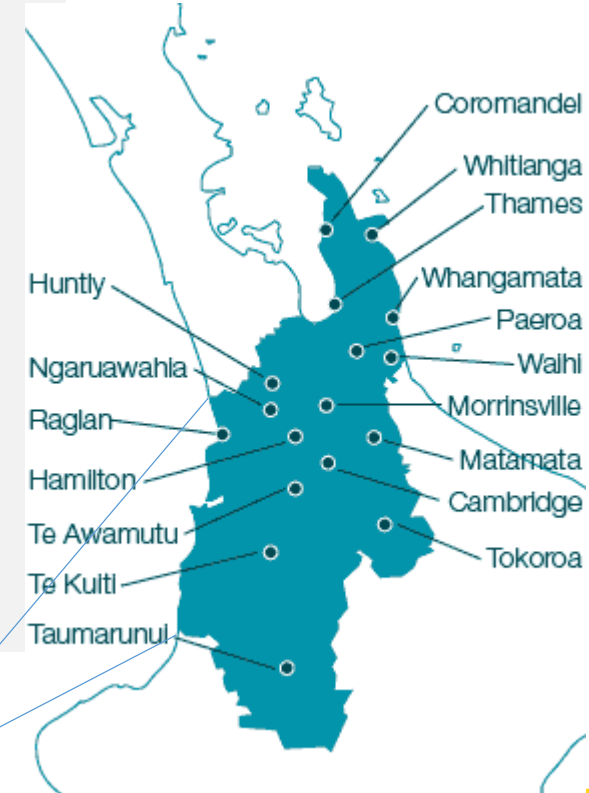 Coromandel
Whitianga
Thames
Huntly
Whangamata
Paeroa
Ngaruawahia
Waihi
Raglan
Morrinsville
Hamilton
Matamata
Cambridge
Te Awamutu
Tokoroa
Te Kuiti
Taumarunui